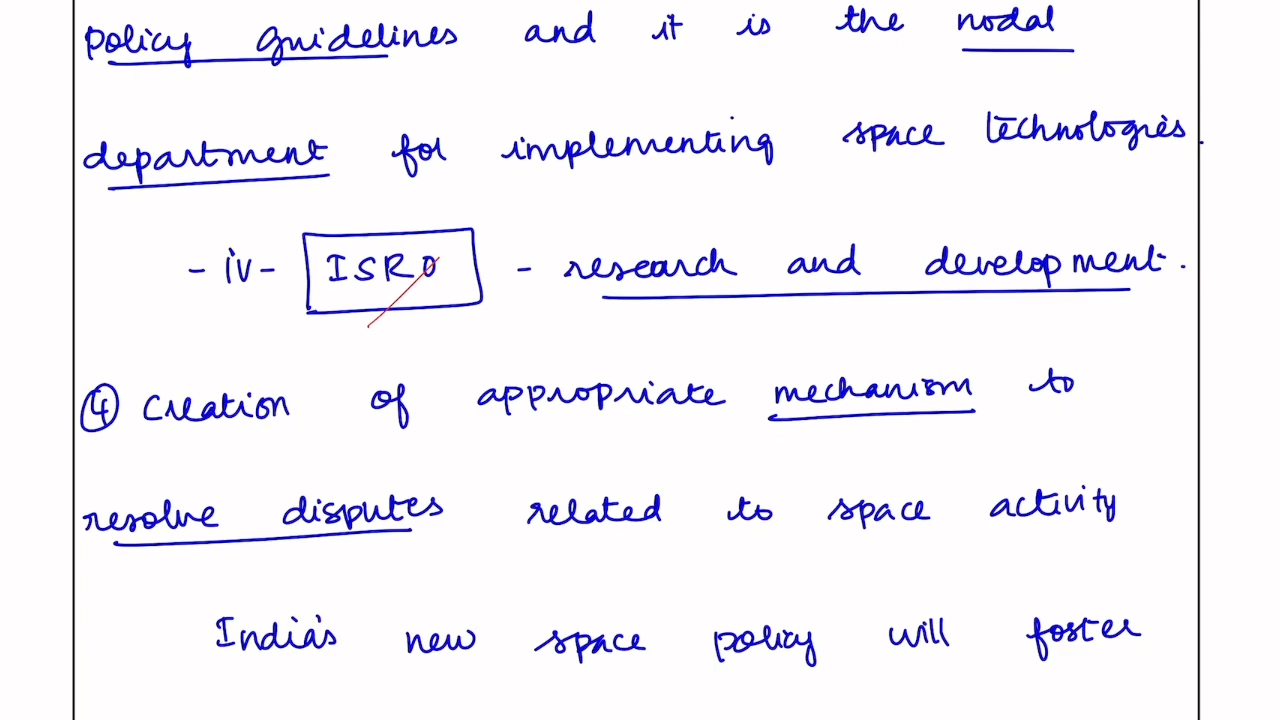 policy guidelines and it is the nodal
department for implementing space technologies.
- iv - ISRO - research and development.
④ Creation of appropriate mechanism to
resolve disputes related to space activity
India's new space policy will foster